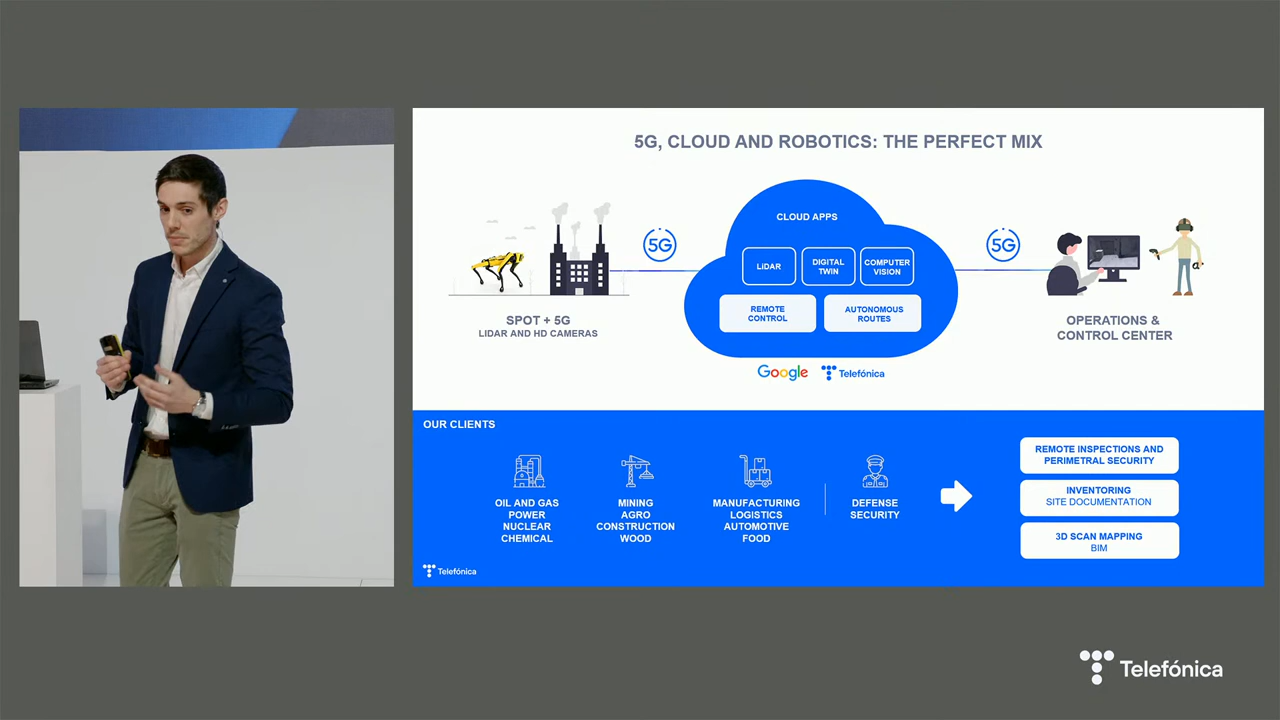 5G, CLOUD AND ROBOTICS: THE PERFECT MIX
5G
CLOUD APPS
LiDAR
DIGITAL
TWIN
COMPUTER
VISION
REMOTE
CONTROL
AUTONOMOUS
ROUTES
5G
SPOT + 5G
LIDAR AND HD CAMERAS
OPERATIONS &
CONTROL CENTER
Google
Telefónica
OUR CLIENTS
OIL AND GAS
POWER
NUCLEAR
CHEMICAL
MINING
AGRO
CONSTRUCTION
WOOD
MANUFACTURING
LOGISTICS
AUTOMOTIVE
FOOD
DEFENSE
SECURITY
REMOTE INSPECTIONS AND
PERIMETRAL SECURITY
INVENTORING
SITE DOCUMENTATION
3D SCAN MAPPING
BIM
Telefónica
Telefónica